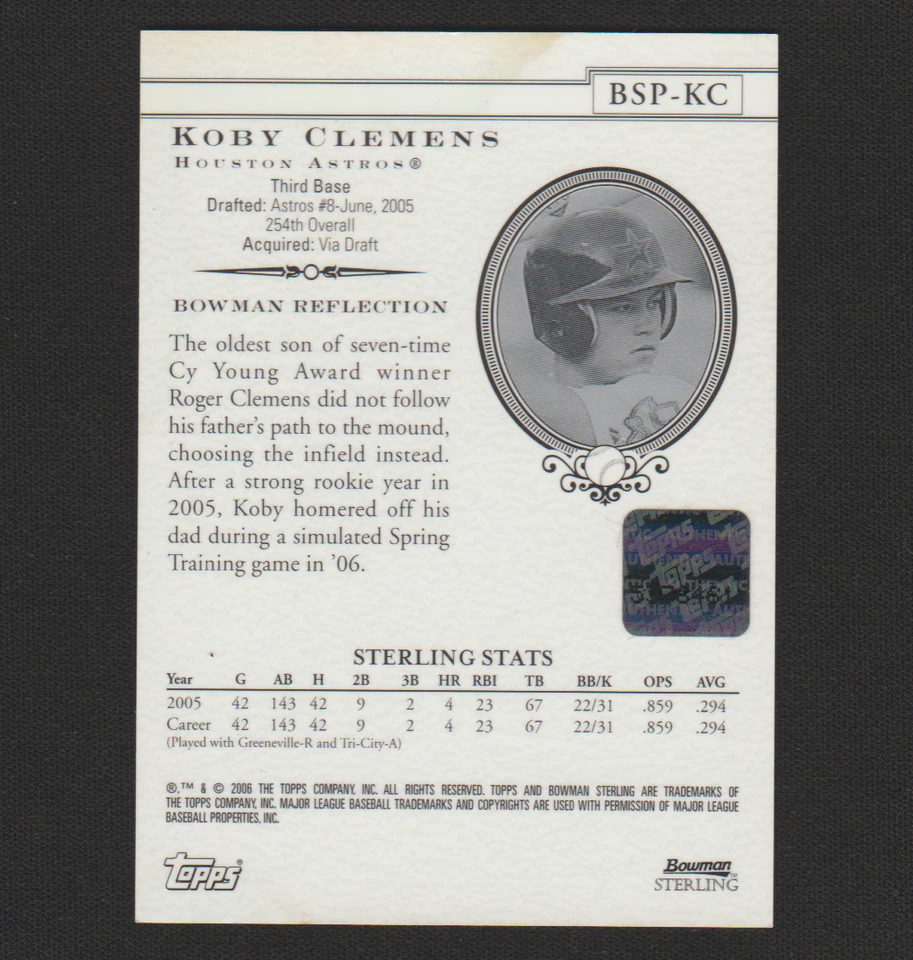 BSP-KC
KOBY CLEMENS
HOUSTON ASTROS®
Third Base
Drafted: Astros #8-June, 2005
254th Overall
Acquired: Via Draft
BOWMAN REFLECTION
The oldest son of seven-time
Cy Young Award winner
Roger Clemens did not follow
his father's path to the mound,
choosing the infield instead.
After a strong rookie year in
2005, Koby homered off his
dad during a simulated Spring
Training game in '06.
Topps
STERLING STATS
Year G AB H 2B 3B HR RBI TB BB/K OPS AVG
2005 42 143 42 9 2 4 23 67 22/31 .859 .294
Career 42 143 42 9 2 4 23 67 22/31 .859 .294
(Played with Greeneville-R and Tri-City-A)
®,™ & © 2006 THE TOPPS COMPANY, INC. ALL RIGHTS RESERVED. TOPPS AND BOWMAN STERLING ARE TRADEMARKS OF
THE TOPPS COMPANY, INC. MAJOR LEAGUE BASEBALL TRADEMARKS AND COPYRIGHTS ARE USED WITH PERMISSION OF MAJOR LEAGUE
BASEBALL PROPERTIES, INC.
Topps®
Bowman™
STERLING